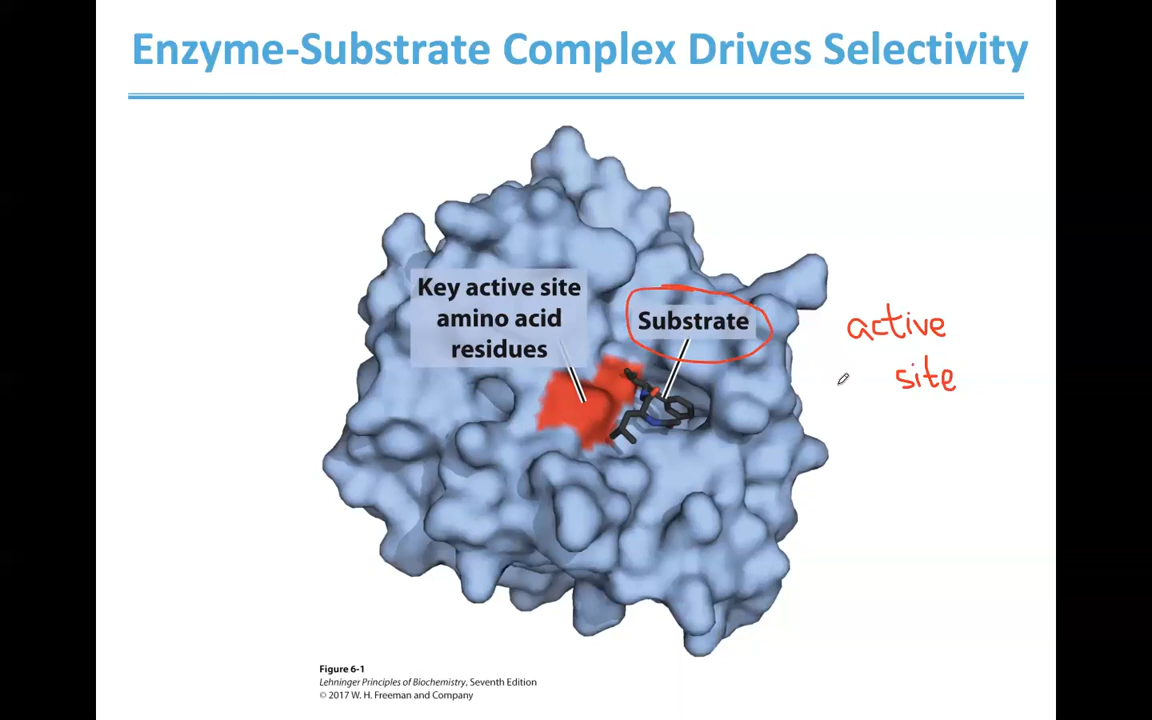 Enzyme-Substrate Complex Drives Selectivity
Key active site
amino acid
residues
Substrate
active
site
Figure 6-1
Lehninger Principles of Biochemistry, Seventh Edition
© 2017 W. H. Freeman and Company